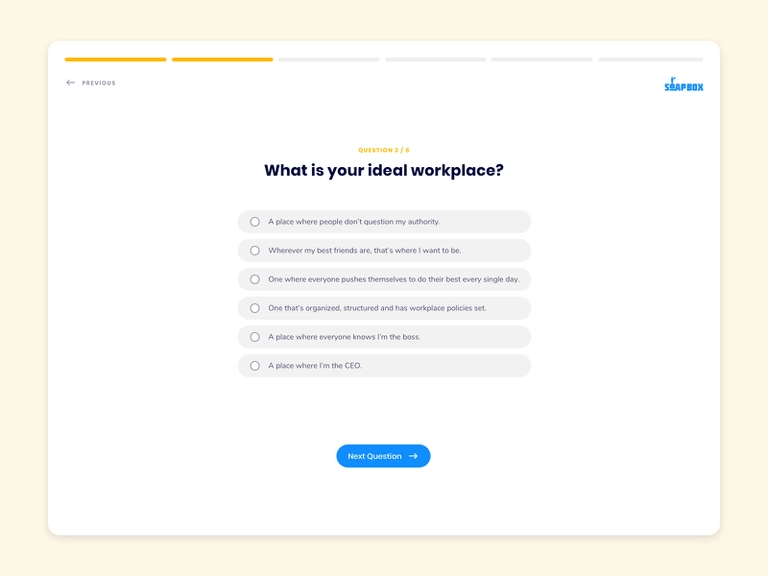 PREVIOUS
SOAPBOX
QUESTION 2 / 6
What is your ideal workplace?
A place where people don't question my authority.
Wherever my best friends are, that's where I want to be.
One where everyone pushes themselves to do their best every single day.
One that's organized, structured and has workplace policies set.
A place where everyone knows I'm the boss.
A place where I'm the CEO.
Next Question